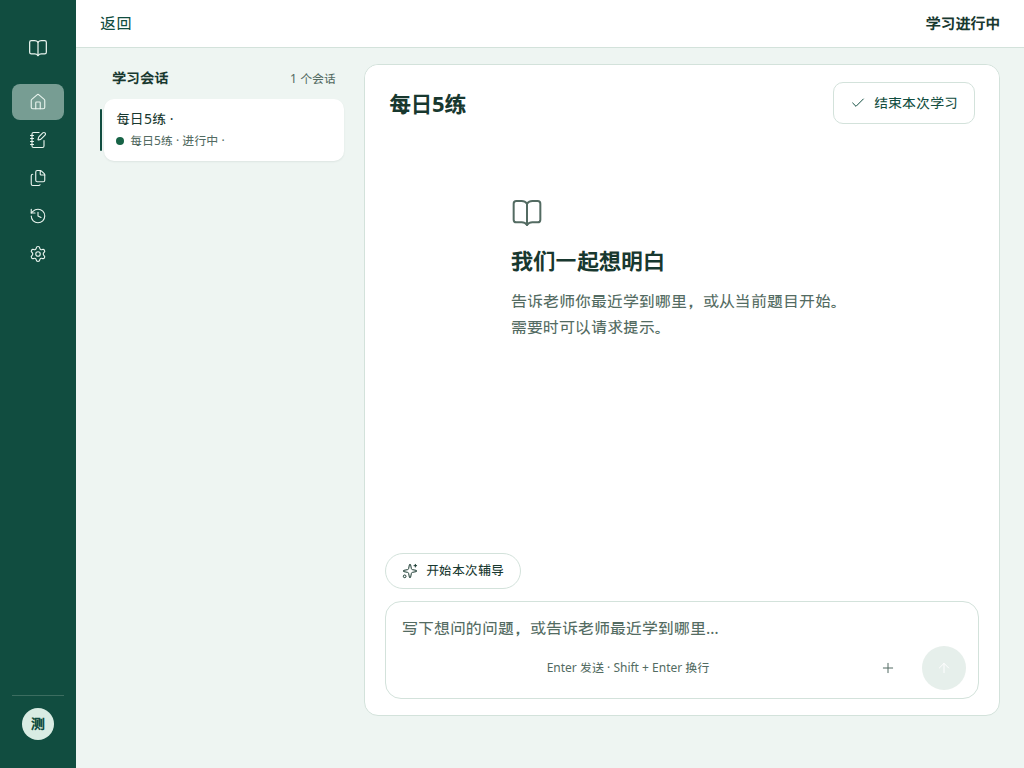 返回
学习进行中
学习会话
1 个会话
每日5练 ·
每日5练 · 进行中 ·
每日5练
结束本次学习
我们一起想明白
告诉老师你最近学到哪里，或从当前题目开始。
需要时可以请求提示。
开始本次辅导
写下想问的问题，或告诉老师最近学到哪里...
Enter 发送 · Shift + Enter 换行
测